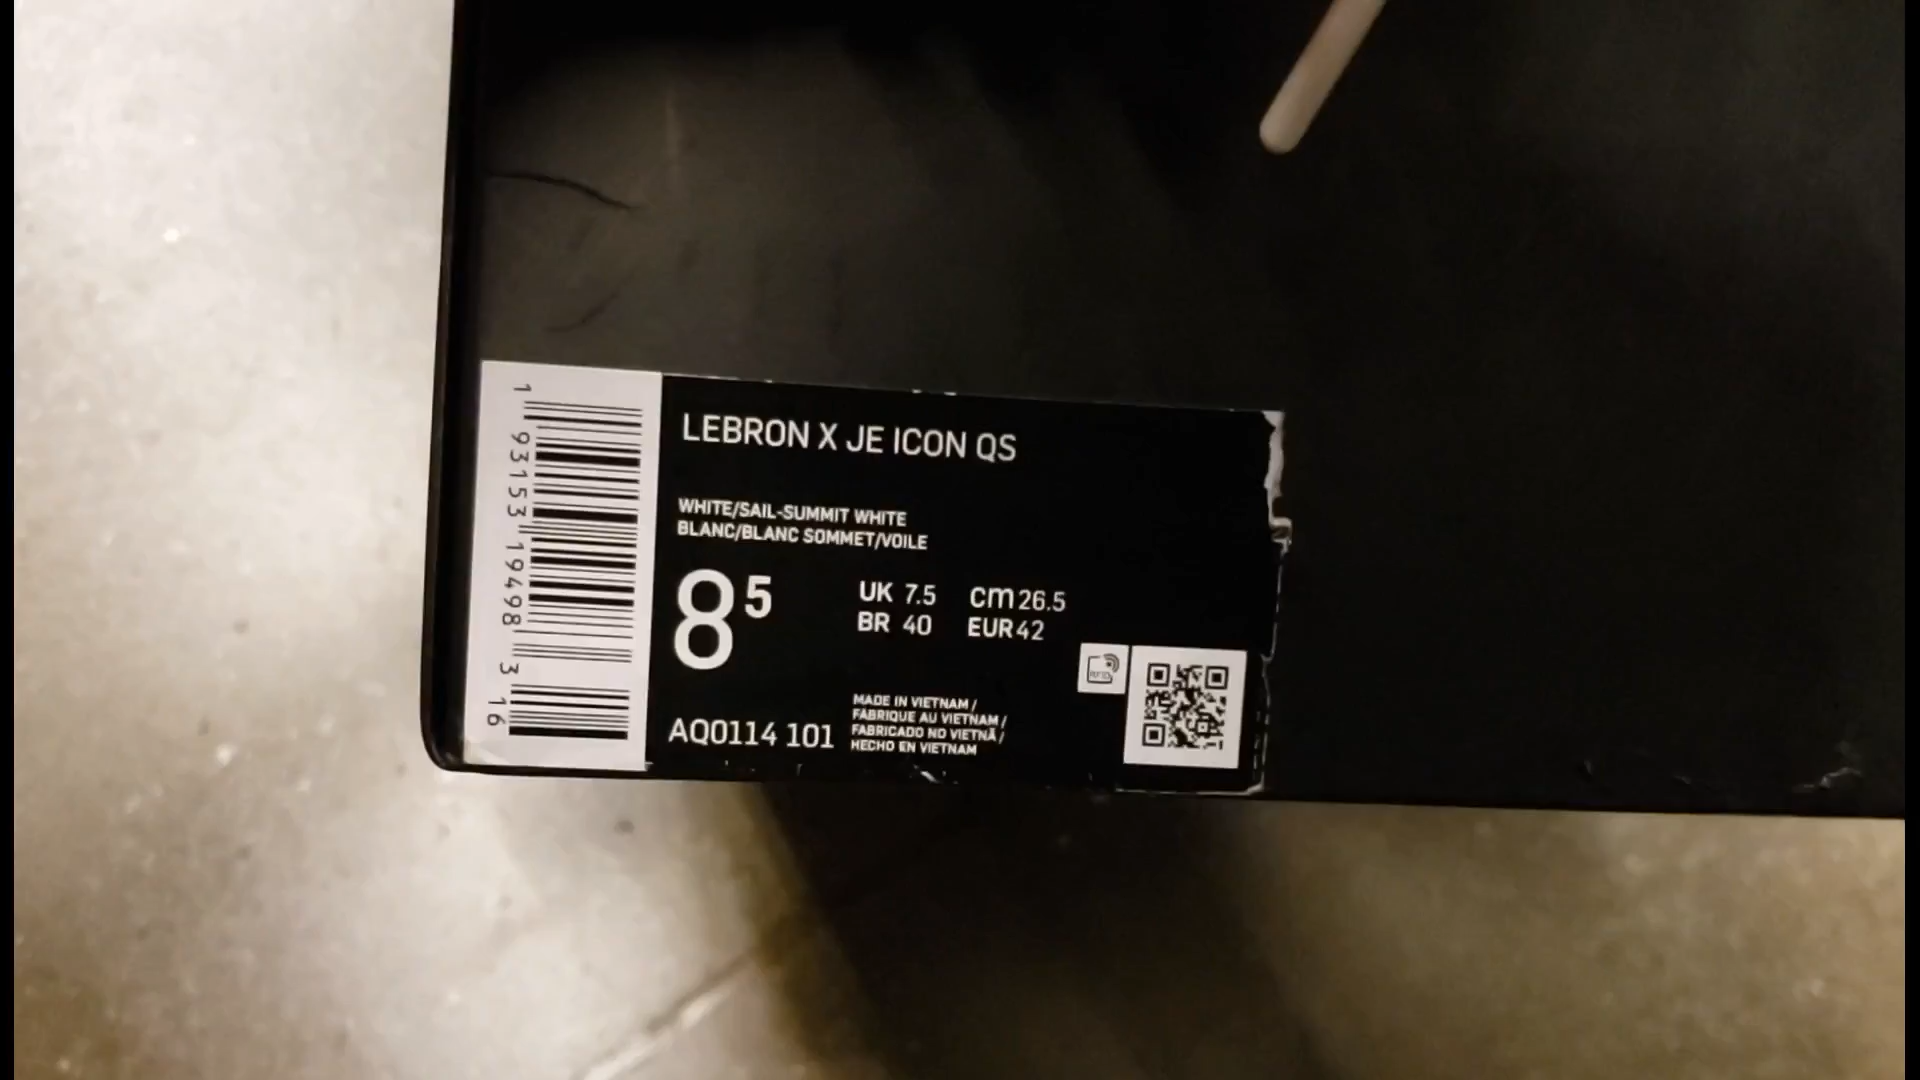 1 93153 19498 3 16
LEBRON X JE ICON QS
WHITE/SAIL-SUMMIT WHITE
BLANC/BLANC SOMMET/VOILE
8 5
UK 7.5 cm 26.5
BR 40 EUR 42
RFID
AQ0114 101
MADE IN VIETNAM /
FABRIQUE AU VIETNAM /
FABRICADO NO VIETNÃ /
HECHO EN VIETNAM